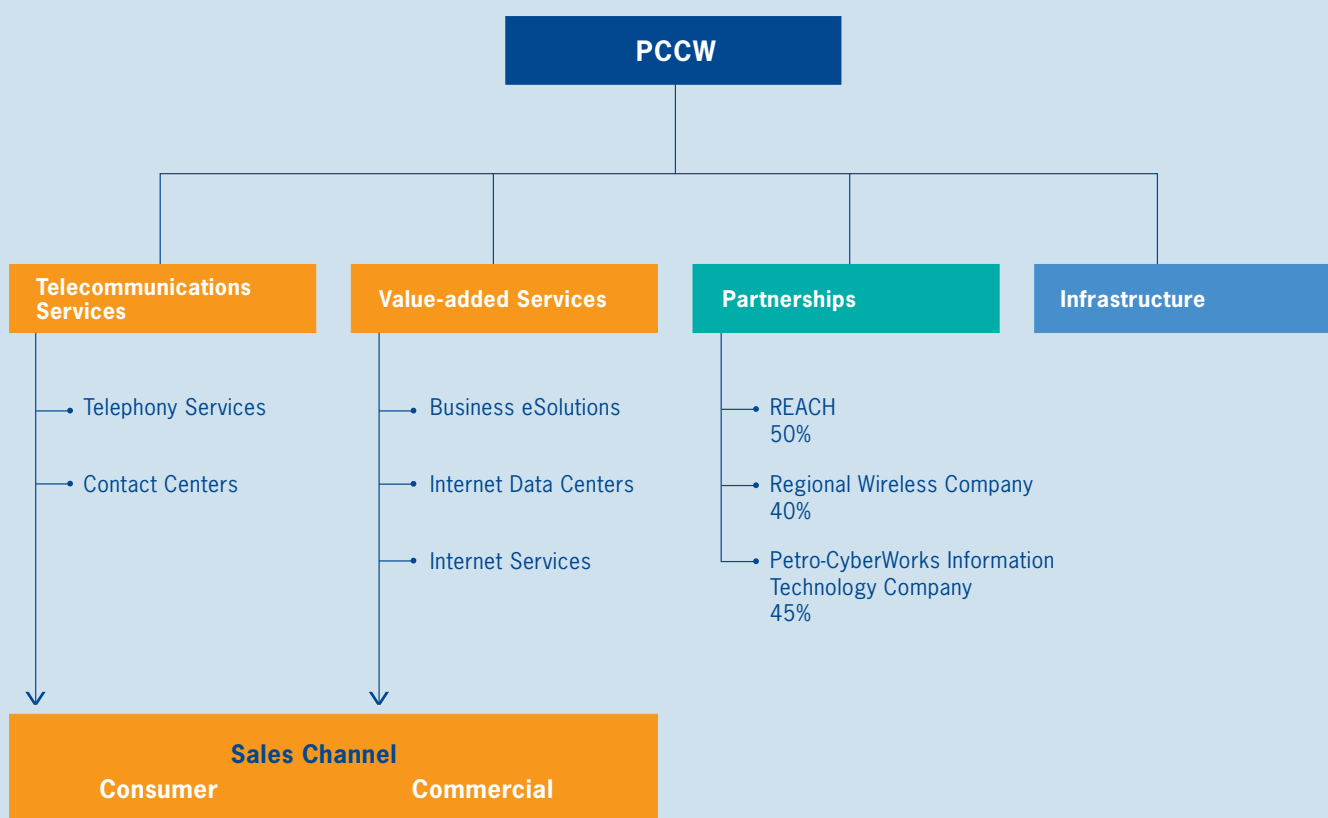 PCCW
Telecommunications
Services
Value-added Services
Partnerships
Infrastructure
Telephony Services
Contact Centers
Business eSolutions
Internet Data Centers
Internet Services
REACH
50%
Regional Wireless Company
40%
Petro-CyberWorks Information
Technology Company
45%
Sales Channel
Consumer
Commercial